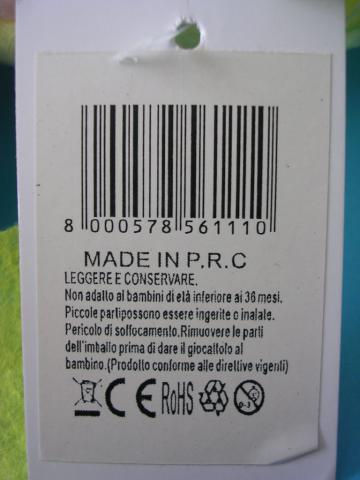 8 000578 561110
MADE IN P.R.C
LEGGERE E CONSERVARE.
Non adatto ai bambini di età inferiore ai 36 mesi.
Piccole partipossono essere ingerite o inalate.
Pericolo di soffocamento.Rimuovere le parti
dell'imballo prima di dare il giocattolo al
bambino.(Prodotto conforme alle direttive vigenti)
CE RoHS 0-3